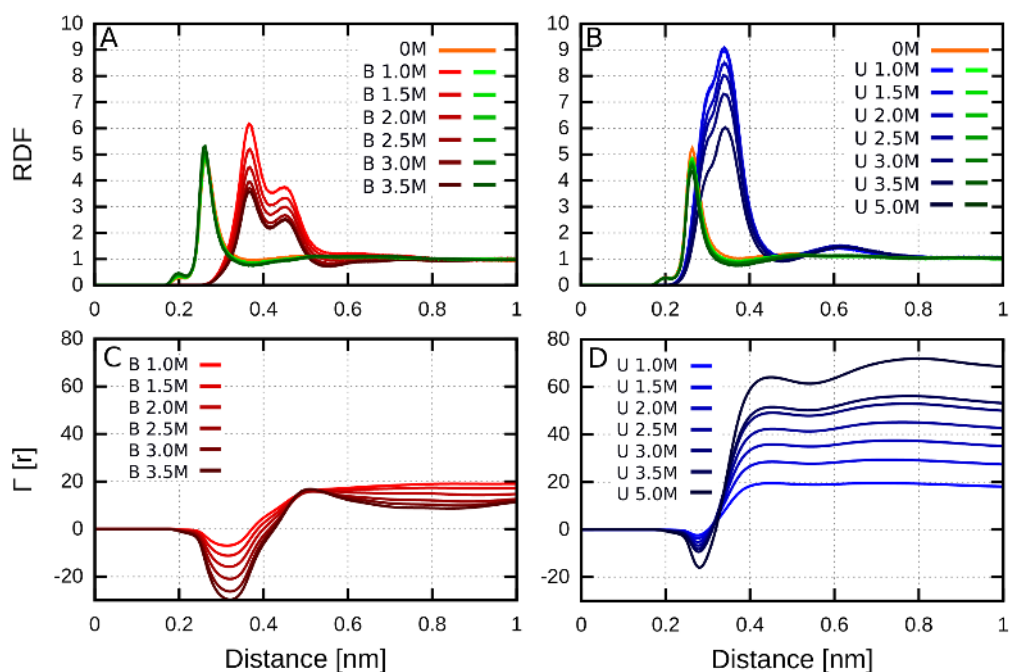 A
RDF
10
9
8
7
6
5
4
3
2
1
0
0M
B 1.0M
B 1.5M
B 2.0M
B 2.5M
B 3.0M
B 3.5M
0 0.2 0.4 0.6 0.8 1
B
10
9
8
7
6
5
4
3
2
1
0
0M
U 1.0M
U 1.5M
U 2.0M
U 2.5M
U 3.0M
U 3.5M
U 5.0M
0 0.2 0.4 0.6 0.8 1
C
Γ [r]
80
60
40
20
0
-20
B 1.0M
B 1.5M
B 2.0M
B 2.5M
B 3.0M
B 3.5M
0 0.2 0.4 0.6 0.8 1
Distance [nm]
D
80
60
40
20
0
-20
U 1.0M
U 1.5M
U 2.0M
U 2.5M
U 3.0M
U 3.5M
U 5.0M
0 0.2 0.4 0.6 0.8 1
Distance [nm]